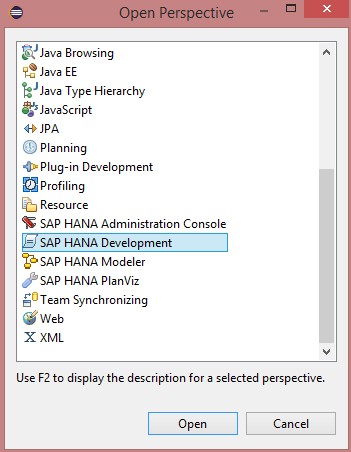 Open Perspective
Java Browsing
Java EE
Java Type Hierarchy
JavaScript
JPA
Planning
Plug-in Development
Profiling
Resource
SAP HANA Administration Console
SAP HANA Development
SAP HANA Modeler
SAP HANA PlanViz
Team Synchronizing
Web
XML
Use F2 to display the description for a selected perspective.
Open
Cancel